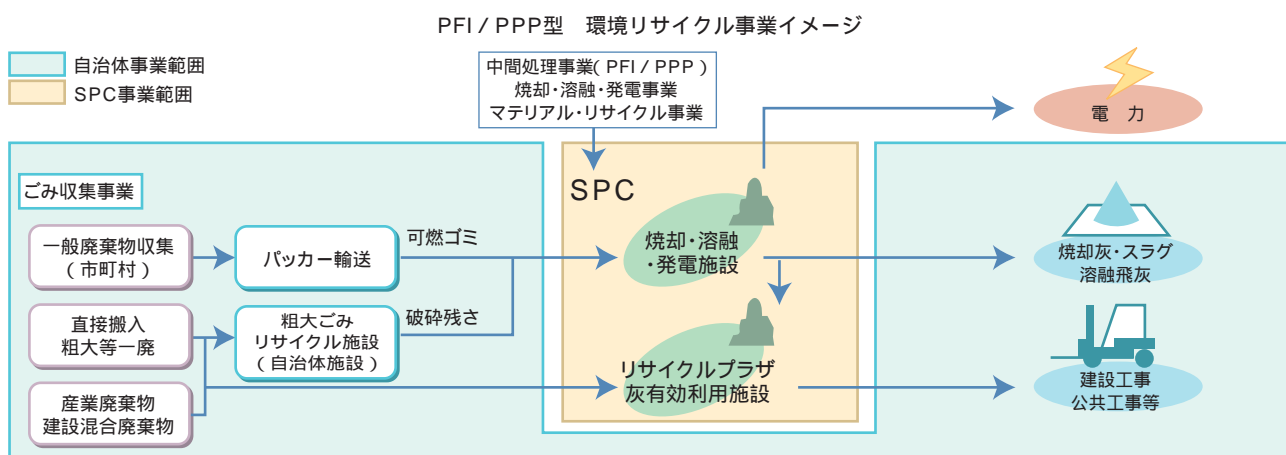 PFI / PPP型　環境リサイクル事業イメージ
自治体事業範囲
SPC事業範囲
中間処理事業( PFI / PPP )
焼却・溶融・発電事業
マテリアル・リサイクル事業
電　力
ごみ収集事業
SPC
一般廃棄物収集
( 市町村 )
パッカー輸送
可燃ゴミ
焼却・溶融
・発電施設
焼却灰・スラグ
溶融飛灰
直接搬入
粗大等一廃
粗大ごみ
リサイクル施設
( 自治体施設 )
破砕残さ
リサイクルプラザ
灰有効利用施設
建設工事
公共工事等
産業廃棄物
建設混合廃棄物